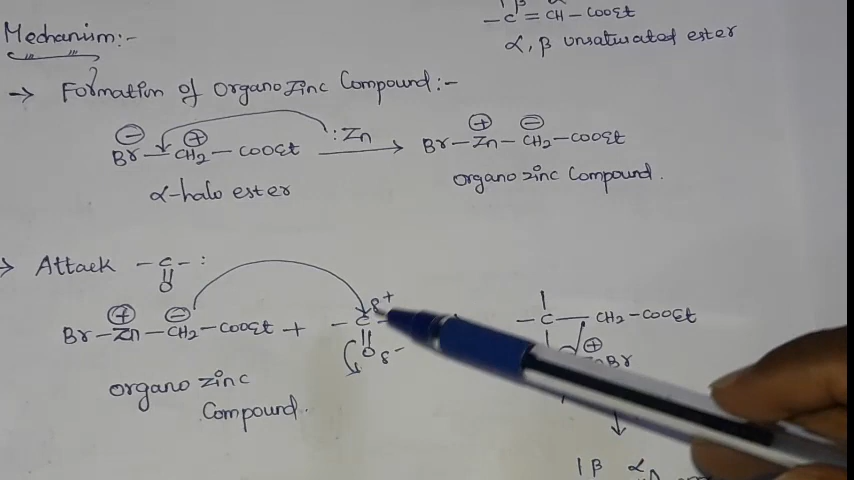 -C=CH-COOEt
α, β unsaturated ester
Mechanism:-
→ Formation of Organo Zinc Compound:-
Br-CH2-COOEt :Zn → Br-Zn-CH2-COOEt
α-halo ester
Organo zinc Compound.
→ Attack -C- :
O
Br-Zn-CH2-COOEt + -C- δ+
O δ-
-C-CH2-COOEt
organo zinc
Compound.
β α